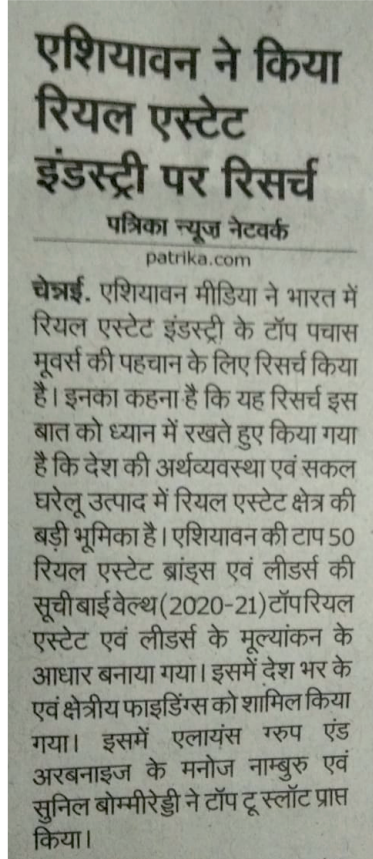 एशियावन ने किया
रियल एस्टेट
इंडस्ट्री पर रिसर्च
पत्रिका न्यूज़ नेटवर्क
patrika.com
चेन्नई. एशियावन मीडिया ने भारत में
रियल एस्टेट इंडस्ट्री के टॉप पचास
मूवर्स की पहचान के लिए रिसर्च किया
है। इनका कहना है कि यह रिसर्च इस
बात को ध्यान में रखते हुए किया गया
है कि देश की अर्थव्यवस्था एवं सकल
घरेलू उत्पाद में रियल एस्टेट क्षेत्र की
बड़ी भूमिका है। एशियावन की टाप 50
रियल एस्टेट ब्रांड्स एवं लीडर्स की
सूची बाई वेल्थ (2020-21) टॉप रियल
एस्टेट एवं लीडर्स के मूल्यांकन के
आधार बनाया गया। इसमें देश भर के
एवं क्षेत्रीय फाइडिंग्स को शामिल किया
गया। इसमें एलायंस ग्रुप एंड
अरबनाइज के मनोज नाम्बुरु एवं
सुनिल बोम्मीरेड्डी ने टॉप टू स्लॉट प्राप्त
किया।